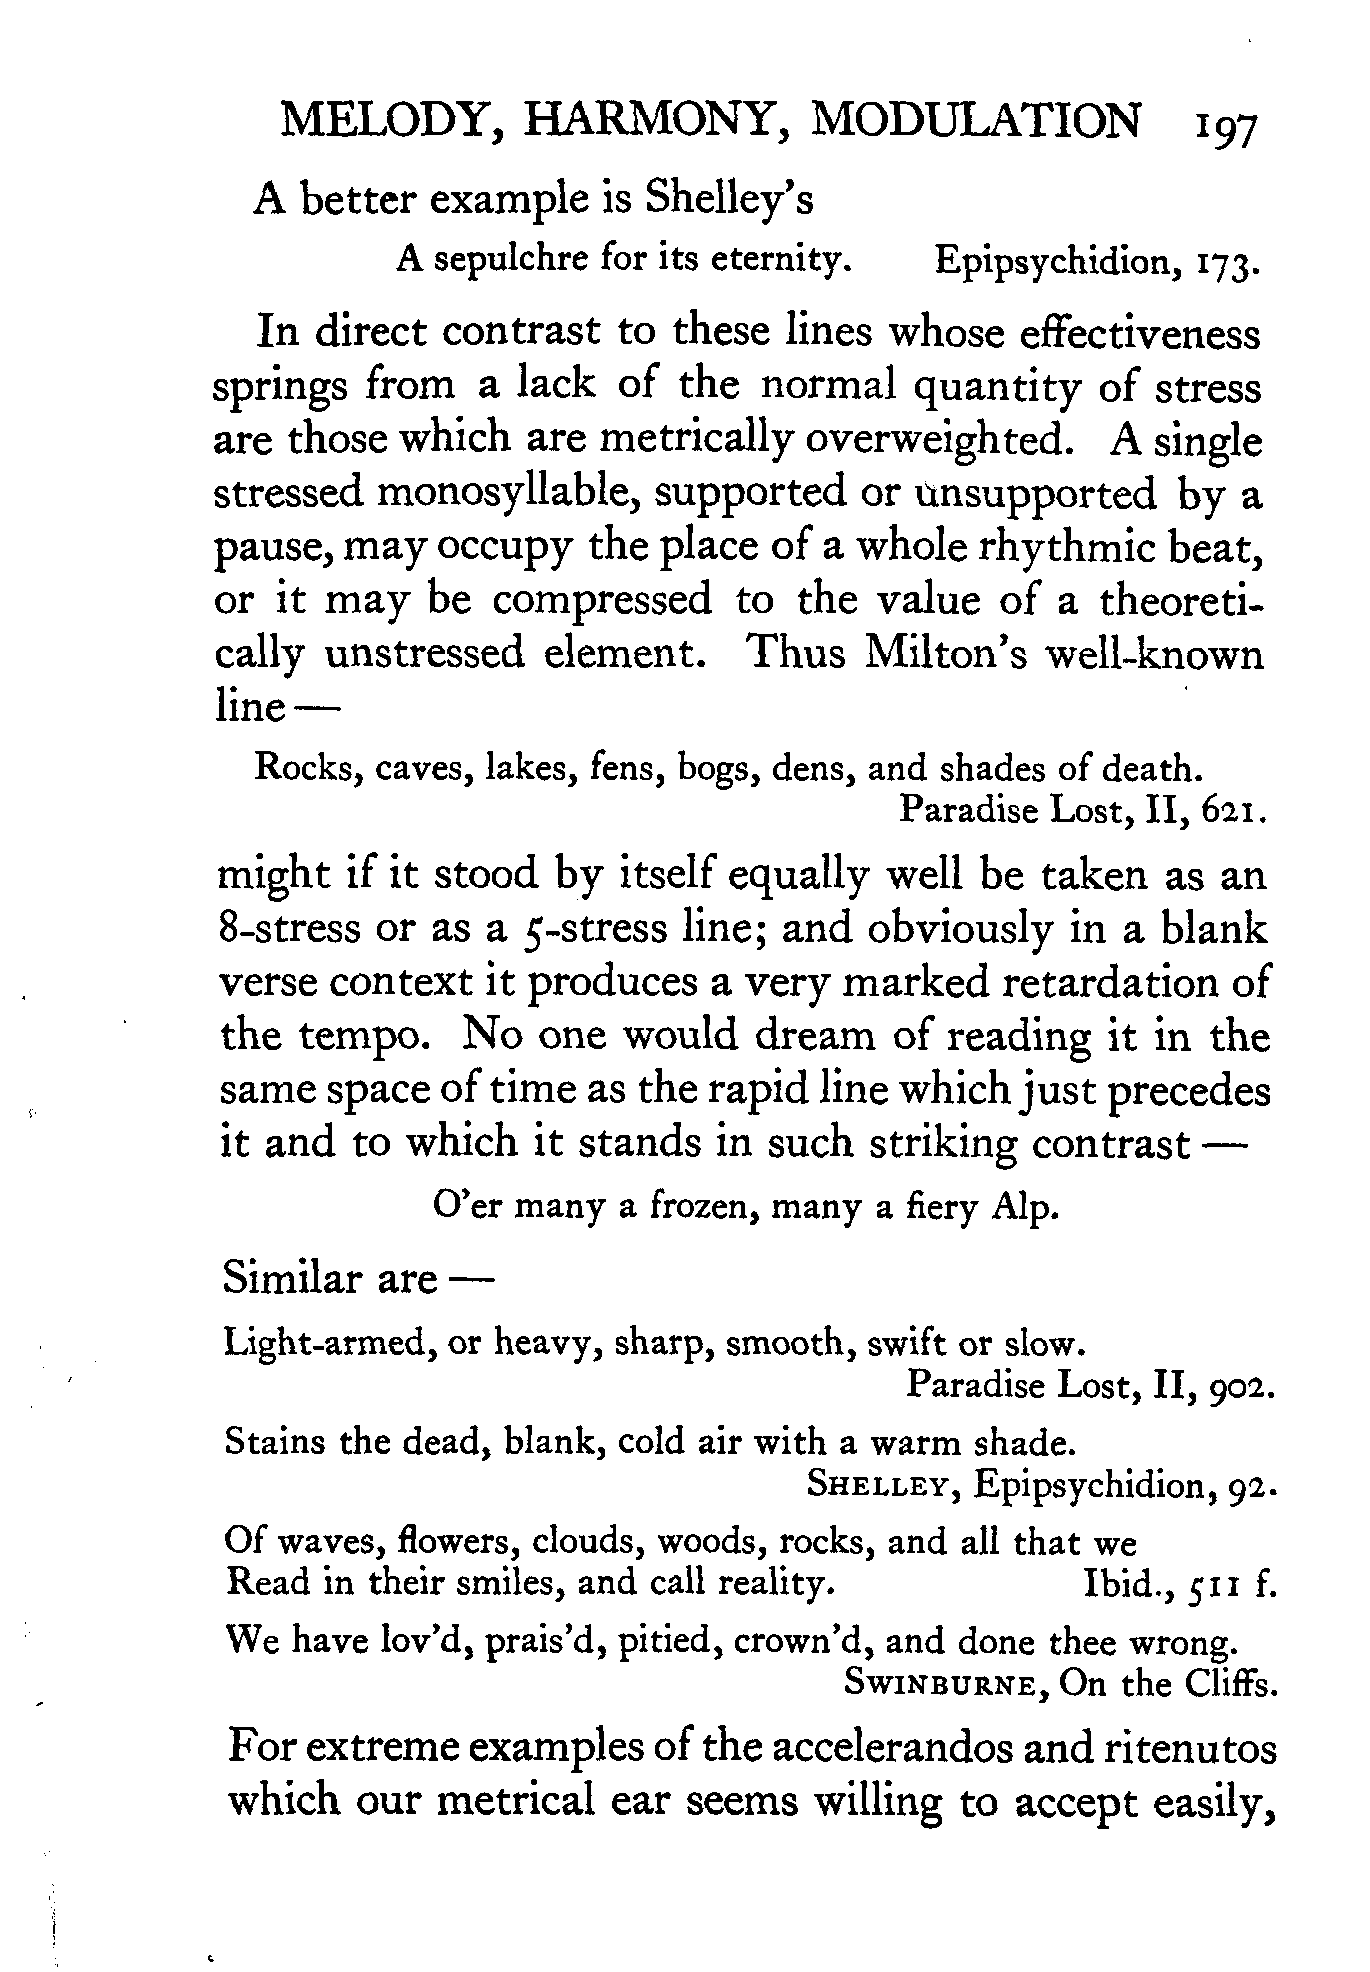 MELODY, HARMONY, MODULATION 197
A better example is Shelley's
A sepulchre for its eternity. Epipsychidion, 173.
In direct contrast to these lines whose effectiveness
springs from a lack of the normal quantity of stress
are those which are metrically overweighted. A single
stressed monosyllable, supported or unsupported by a
pause, may occupy the place of a whole rhythmic beat,
or it may be compressed to the value of a theoreti-
cally unstressed element. Thus Milton's well-known
line —
Rocks, caves, lakes, fens, bogs, dens, and shades of death.
Paradise Lost, II, 621.
might if it stood by itself equally well be taken as an
8-stress or as a 5-stress line; and obviously in a blank
verse context it produces a very marked retardation of
the tempo. No one would dream of reading it in the
same space of time as the rapid line which just precedes
it and to which it stands in such striking contrast —
O'er many a frozen, many a fiery Alp.
Similar are —
Light-armed, or heavy, sharp, smooth, swift or slow.
Paradise Lost, II, 902.
Stains the dead, blank, cold air with a warm shade.
SHELLEY, Epipsychidion, 92.
Of waves, flowers, clouds, woods, rocks, and all that we
Read in their smiles, and call reality. Ibid., 511 f.
We have lov'd, prais'd, pitied, crown'd, and done thee wrong.
SWINBURNE, On the Cliffs.
For extreme examples of the accelerandos and ritenutos
which our metrical ear seems willing to accept easily,